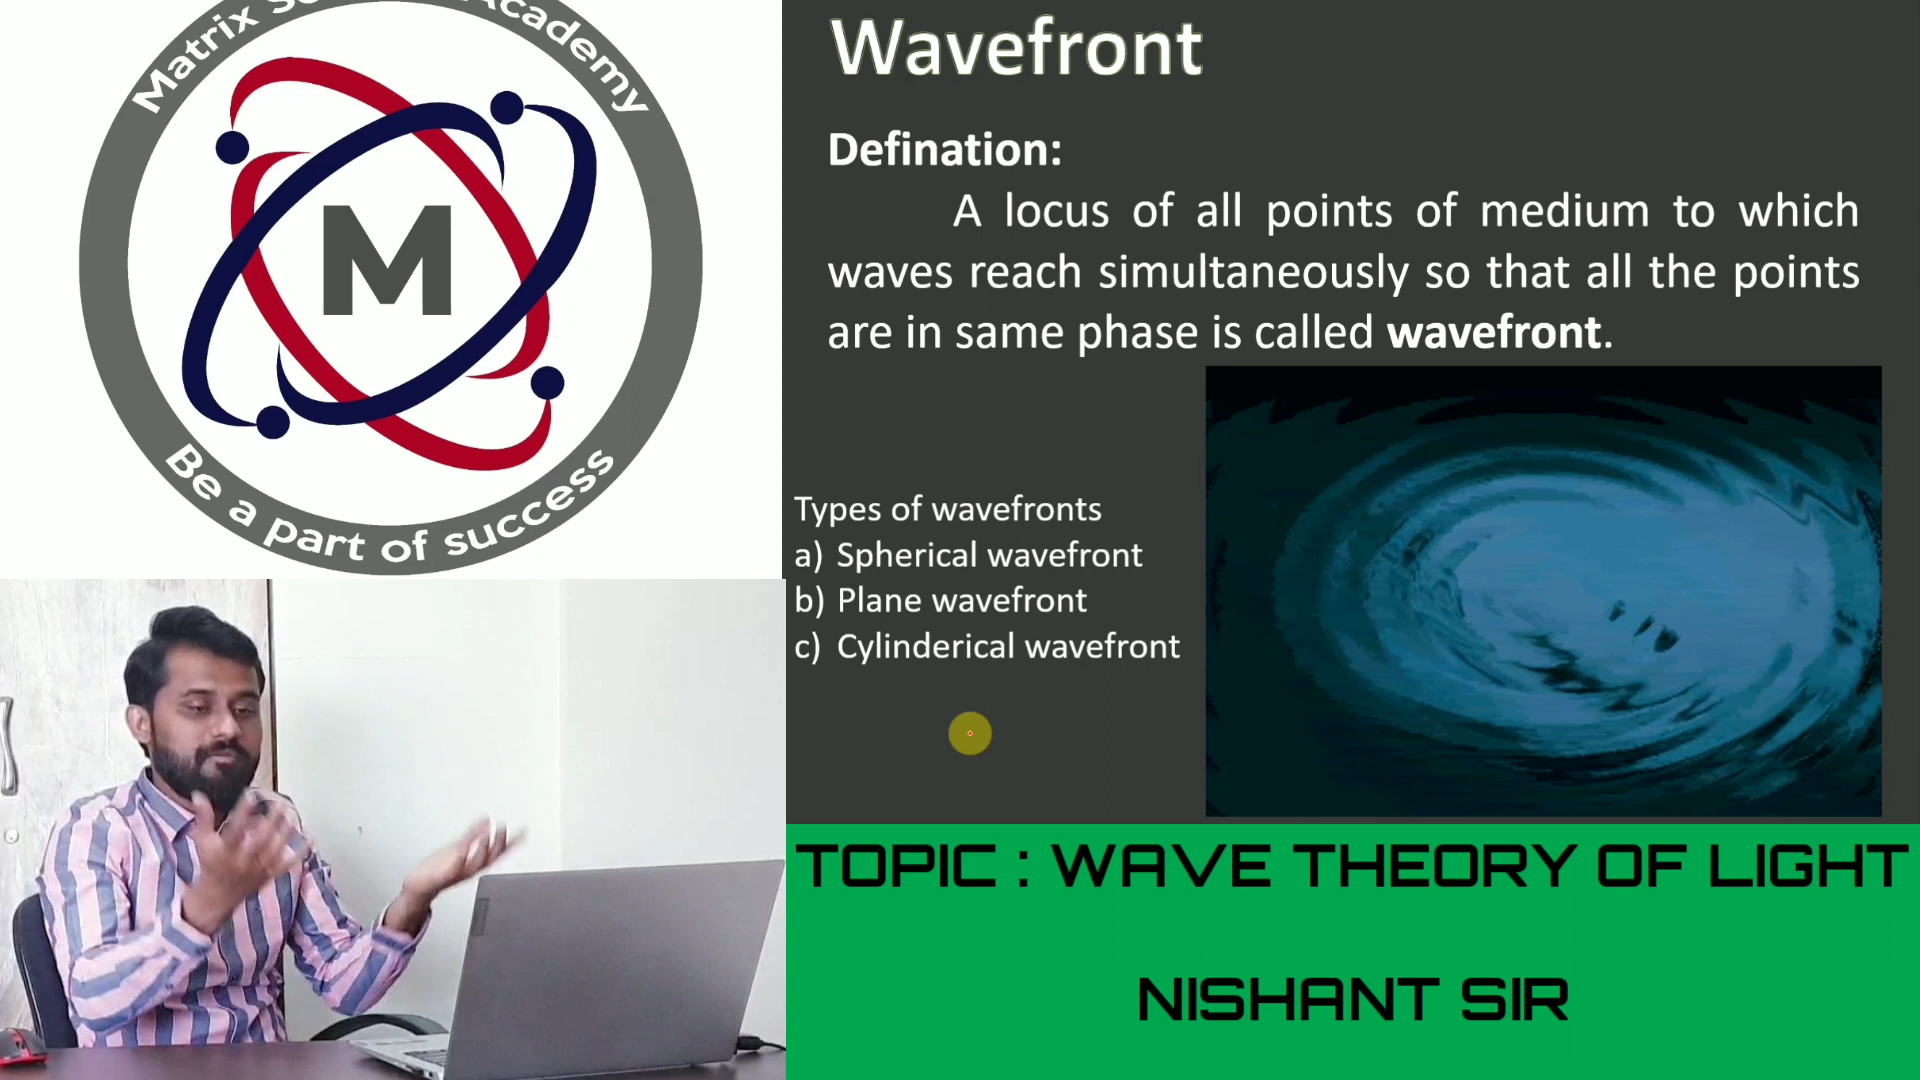 Matrix Academy
M
Be a part of success
Wavefront
Defination:
A locus of all points of medium to which
waves reach simultaneously so that all the points
are in same phase is called wavefront.
Types of wavefronts
a) Spherical wavefront
b) Plane wavefront
c) Cylinderical wavefront
TOPIC : WAVE THEORY OF LIGHT
NISHANT SIR